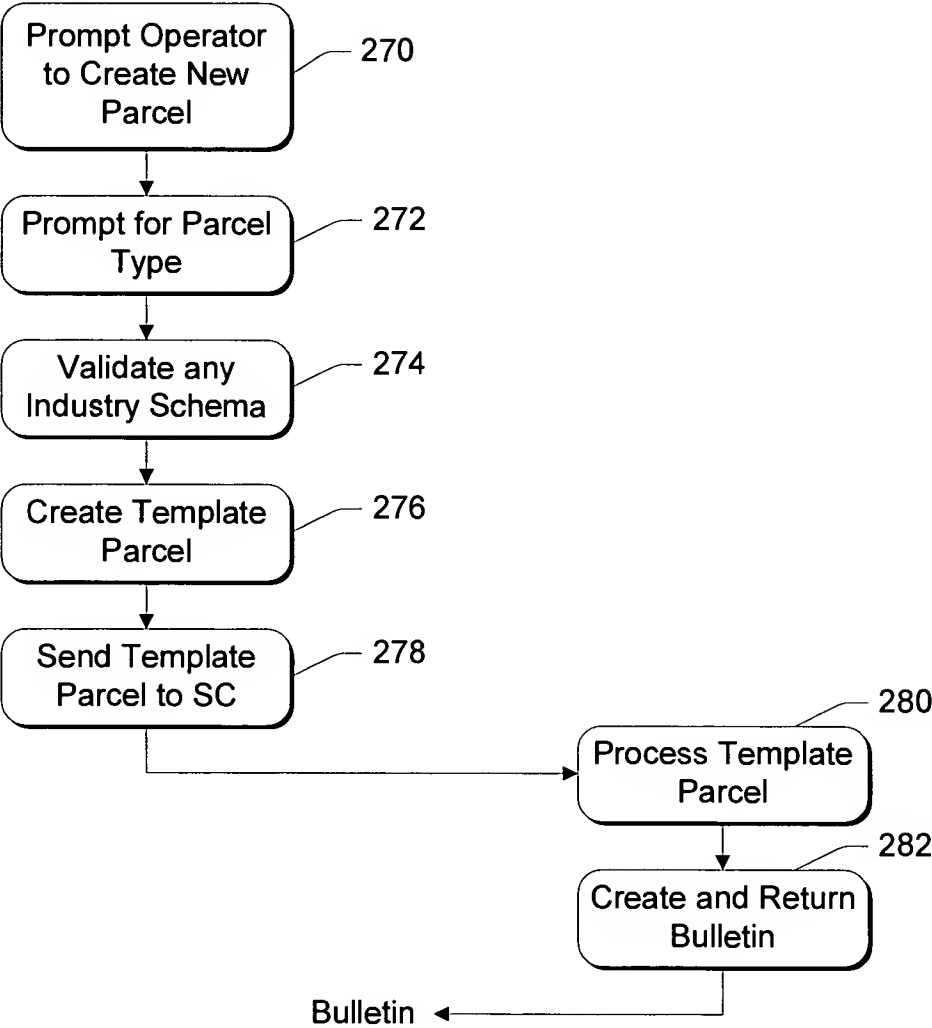 Prompt Operator
to Create New
Parcel
270
Prompt for Parcel
Type
272
Validate any
Industry Schema
274
Create Template
Parcel
276
Send Template
Parcel to SC
278
280
Process Template
Parcel
282
Create and Return
Bulletin
Bulletin